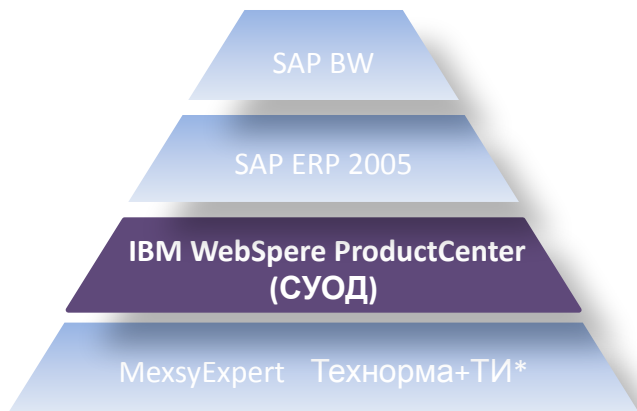 SAP BW
SAP ERP 2005
IBM WebSpere ProductCenter
(СУОД)
MexsyExpert Технорма+ТИ*